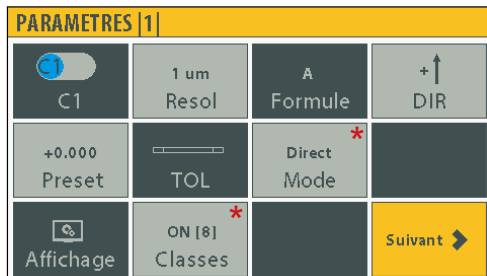 PARAMETRES |1|
C1
C1
1 um
Resol
A
Formule
+
DIR
+0.000
Preset
TOL
*
Direct
Mode
Affichage
*
ON [8]
Classes
Suivant